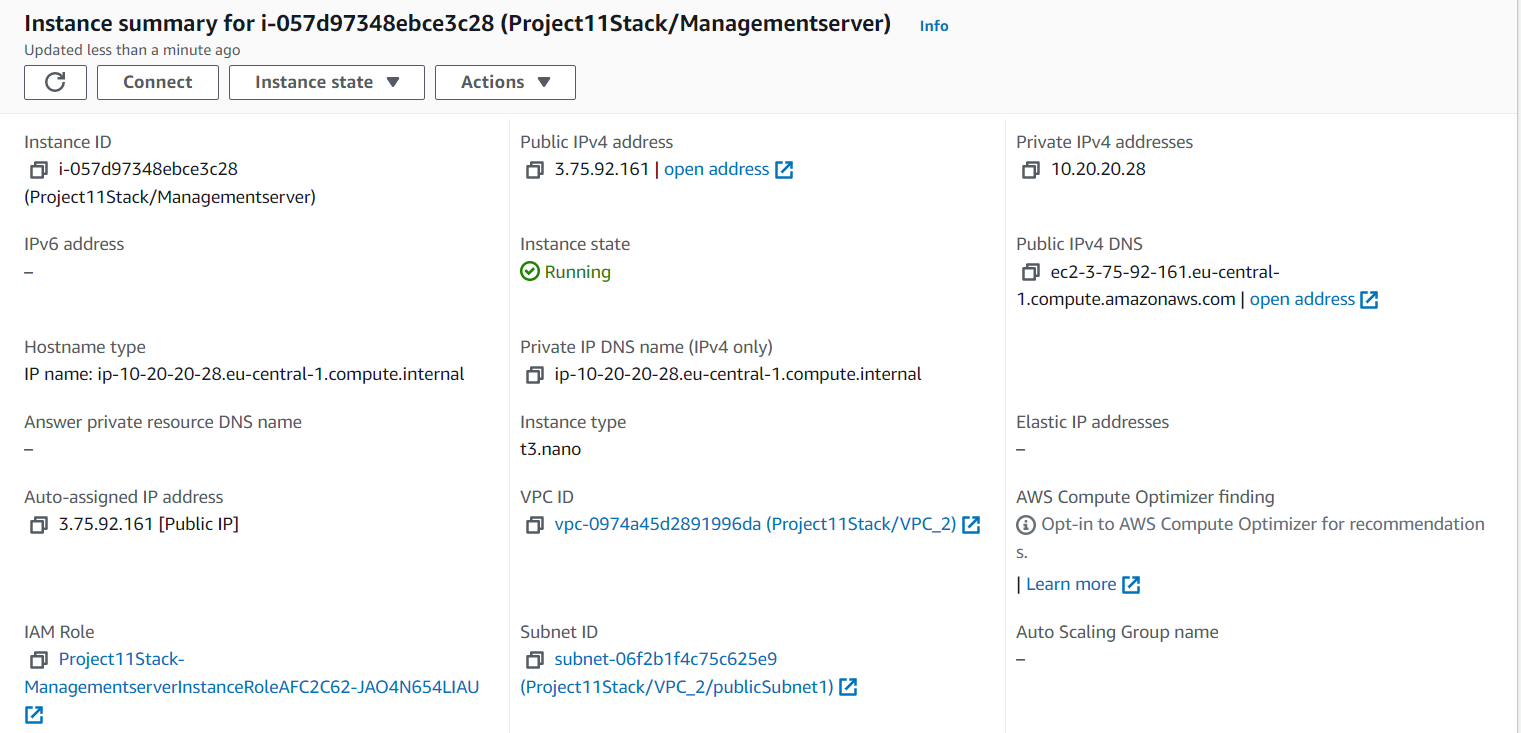 Instance summary for i-057d97348ebce3c28 (Project11Stack/Managementserver) Info
Updated less than a minute ago
Connect Instance state Actions
Instance ID
i-057d97348ebce3c28
(Project11Stack/Managementserver)
Public IPv4 address
3.75.92.161 | open address
Private IPv4 addresses
10.20.20.28
IPv6 address
–
Instance state
Running
Public IPv4 DNS
ec2-3-75-92-161.eu-central-
1.compute.amazonaws.com | open address
Hostname type
IP name: ip-10-20-20-28.eu-central-1.compute.internal
Private IP DNS name (IPv4 only)
ip-10-20-20-28.eu-central-1.compute.internal
Answer private resource DNS name
–
Instance type
t3.nano
Elastic IP addresses
–
Auto-assigned IP address
3.75.92.161 [Public IP]
VPC ID
vpc-0974a45d2891996da (Project11Stack/VPC_2)
AWS Compute Optimizer finding
Opt-in to AWS Compute Optimizer for recommendation
s.
| Learn more
IAM Role
Project11Stack-
ManagementserverInstanceRoleAFC2C62-JAO4N654LIAU
Subnet ID
subnet-06f2b1f4c75c625e9
(Project11Stack/VPC_2/publicSubnet1)
Auto Scaling Group name
–